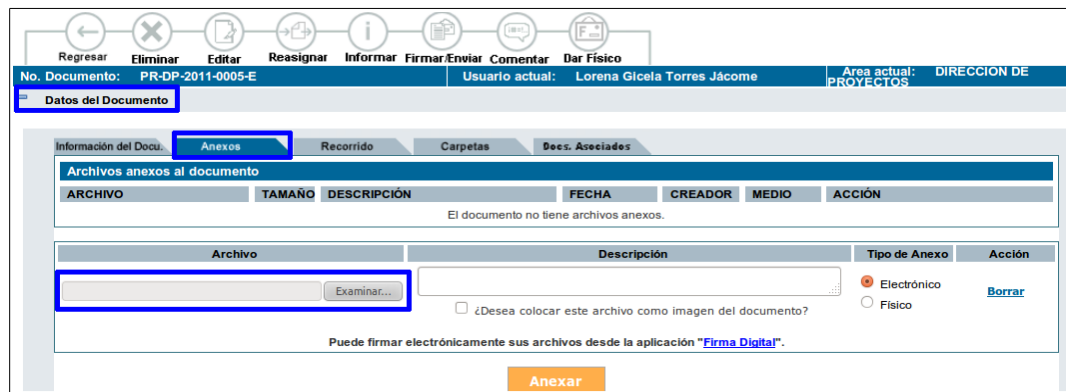 Regresar Eliminar Editar Reasignar Informar Firmar/Enviar Comentar Dar Físico
No. Documento: PR-DP-2011-0005-E Usuario actual: Lorena Gicela Torres Jácome Area actual: DIRECCION DE
PROYECTOS
Datos del Documento
Información del Docu. Anexos Recorrido Carpetas Docs. Asociados
Archivos anexos al documento
ARCHIVO TAMAÑO DESCRIPCIÓN FECHA CREADOR MEDIO ACCIÓN
El documento no tiene archivos anexos.
Archivo Descripción Tipo de Anexo Acción
Examinar... Electrónico Borrar
¿Desea colocar este archivo como imagen del documento? Físico
Puede firmar electrónicamente sus archivos desde la aplicación "Firma Digital".
Anexar